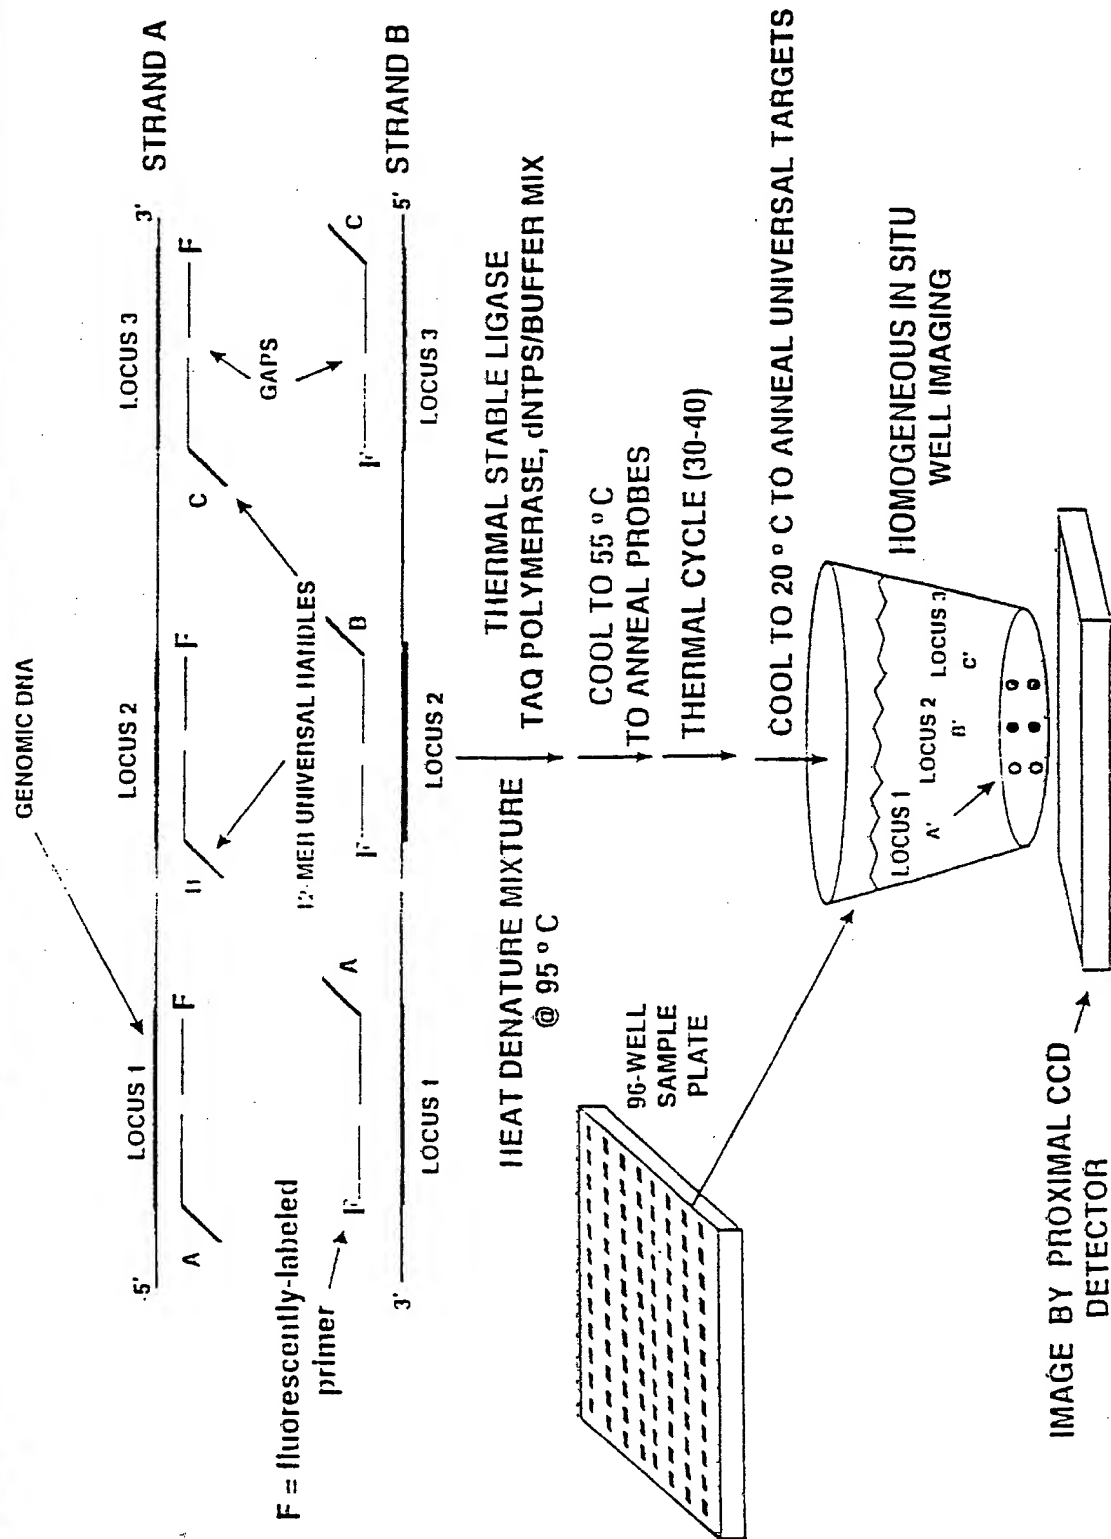 GENOMIC DNA
5'
LOCUS 1
LOCUS 2
LOCUS 3
3'
STRAND A
A
F
B
F
C
F
GAPS
12-MER UNIVERSAL HANDLES
F = fluorescently-labeled
primer
F
A
F
B
F
C
3'
LOCUS 1
LOCUS 2
LOCUS 3
5'
STRAND B
HEAT DENATURE MIXTURE
@ 95 °C
THERMAL STABLE LIGASE
TAQ POLYMERASE, dNTPS/BUFFER MIX
COOL TO 55 °C
TO ANNEAL PROBES
THERMAL CYCLE (30-40)
COOL TO 20 °C TO ANNEAL UNIVERSAL TARGETS
96-WELL
SAMPLE
PLATE
LOCUS 1
A'
LOCUS 2
B'
LOCUS 3
C'
HOMOGENEOUS IN SITU
WELL IMAGING
IMAGE BY PROXIMAL CCD
DETECTOR